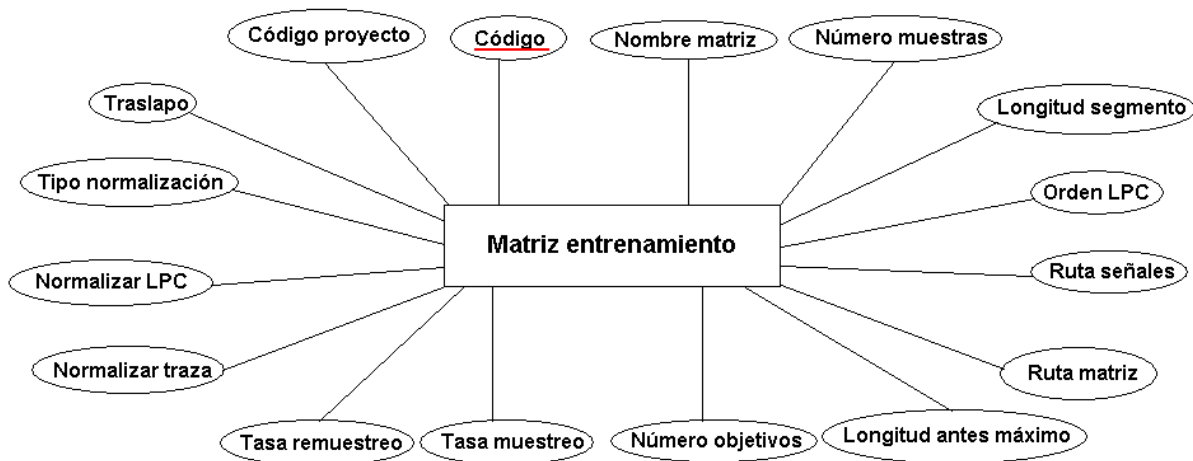 Código proyecto
Código
Nombre matriz
Número muestras
Traslapo
Longitud segmento
Tipo normalización
Orden LPC
Matriz entrenamiento
Normalizar LPC
Ruta señales
Normalizar traza
Ruta matriz
Tasa remuestreo
Tasa muestreo
Número objetivos
Longitud antes máximo